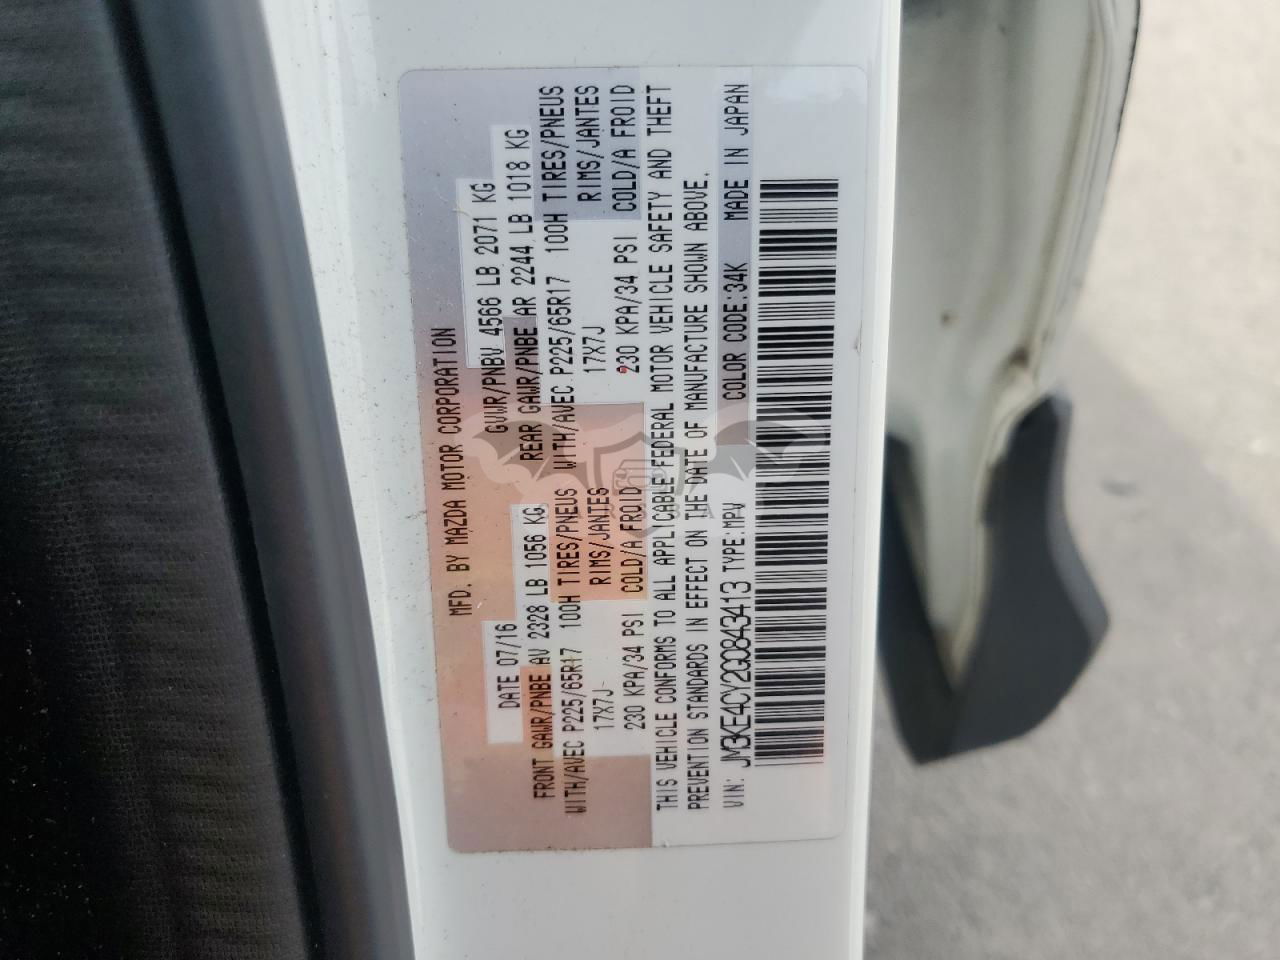 MFD. BY MAZDA MOTOR CORPORATION
DATE 07/16 GVWR/PNBV 4566 LB 2071 KG
FRONT GAWR/PNBE AV 2328 LB 1056 KG REAR GAWR/PNBE AR 2244 LB 1018 KG
WITH/AVEC P225/65R17 100H TIRES/PNEUS WITH/AVEC P225/65R17 100H TIRES/PNEUS
17X7J RIMS/JANTES 17X7J RIMS/JANTES
230 KPA/34 PSI COLD/A FROID 230 KPA/34 PSI COLD/A FROID
THIS VEHICLE CONFORMS TO ALL APPLICABLE FEDERAL MOTOR VEHICLE SAFETY AND THEFT
PREVENTION STANDARDS IN EFFECT ON THE DATE OF MANUFACTURE SHOWN ABOVE.
VIN: JM3KE4CY2G0843413 TYPE:MPV COLOR CODE:34K MADE IN JAPAN